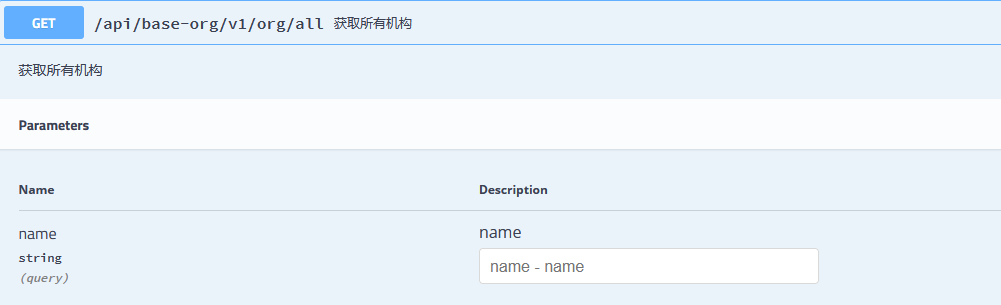 GET /api/base-org/v1/org/all 获取所有机构
获取所有机构
Parameters
Name Description
name name
string
name - name
(query)